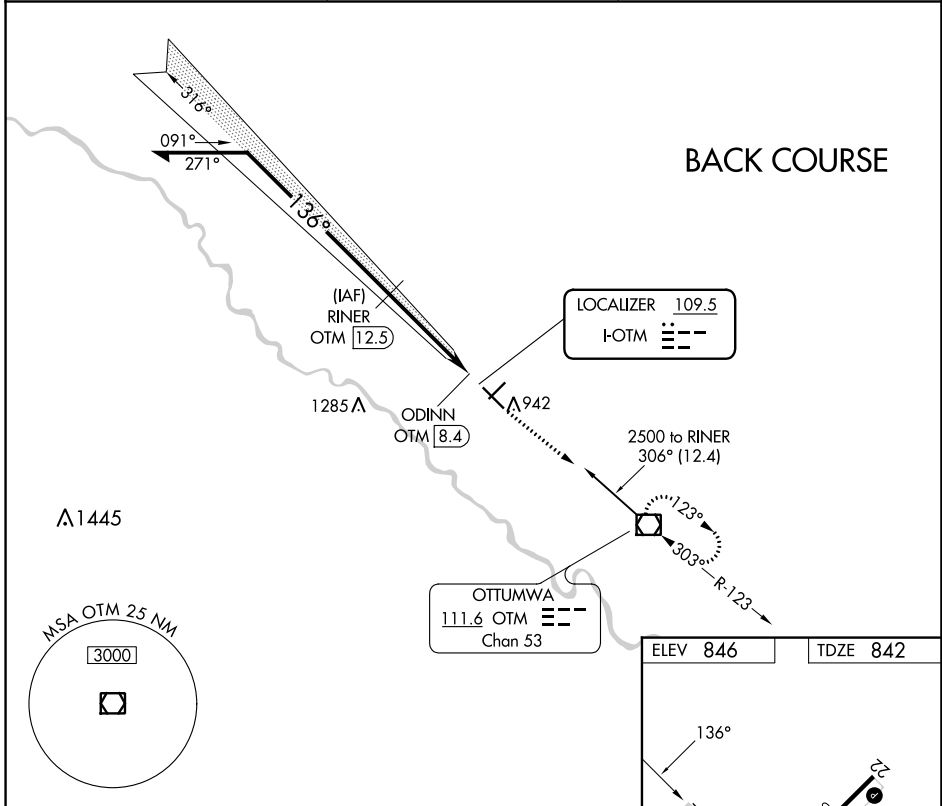 316°
091°
271°
BACK COURSE
136°
(IAF)
RINER
OTM 12.5
LOCALIZER 109.5
I-OTM
942
1285
ODINN
OTM 8.4
2500 to RINER
306° (12.4)
1445
123°
303°
R-123
OTTUMWA
111.6 OTM
Chan 53
MSA OTM 25 NM
3000
ELEV 846
TDZE 842
136°
22